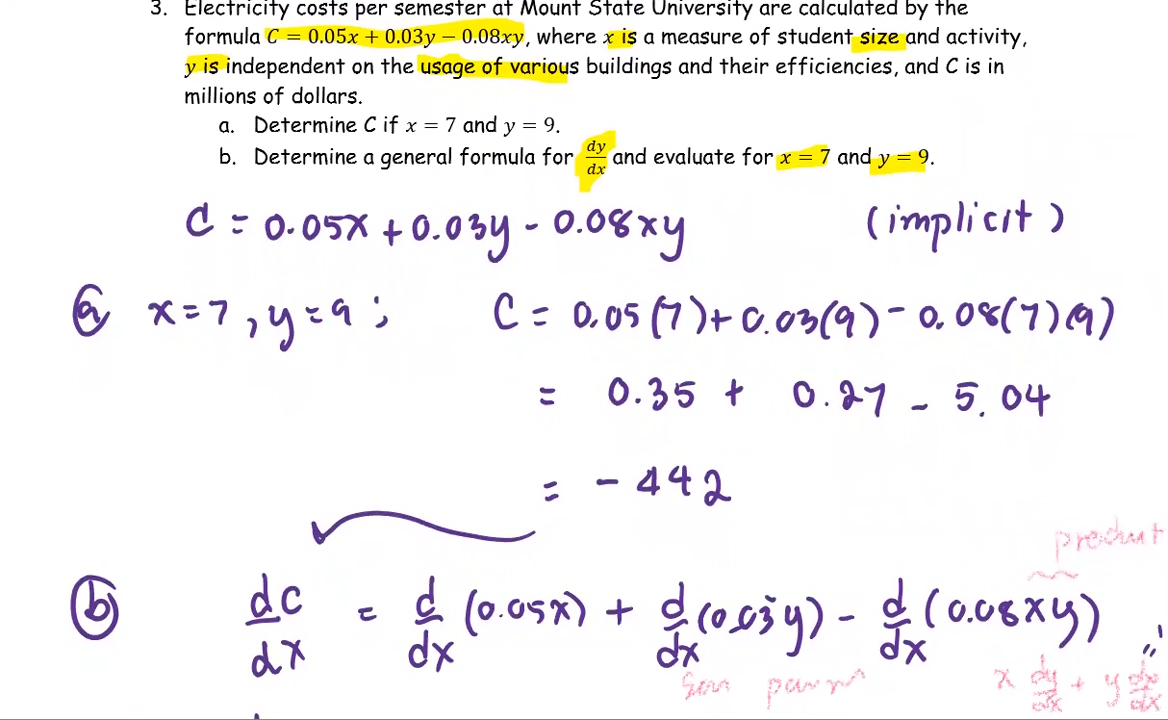 3. Electricity costs per semester at Mount State University are calculated by the
formula C = 0.05x + 0.03y − 0.08xy, where x is a measure of student size and activity,
y is independent on the usage of various buildings and their efficiencies, and C is in
millions of dollars.
a. Determine C if x = 7 and y = 9.
b. Determine a general formula for dy/dx and evaluate for x = 7 and y = 9.
C = 0.05x + 0.03y - 0.08xy (implicit)
(a) x=7, y=9; C = 0.05(7)+0.03(9)-0.08(7)(9)
= 0.35 + 0.27 - 5.04
= -442
product
(b) dC/dx = d/dx (0.05x) + d/dx (0.03y) - d/dx (0.08xy)
x dy/dx + y dx/dx